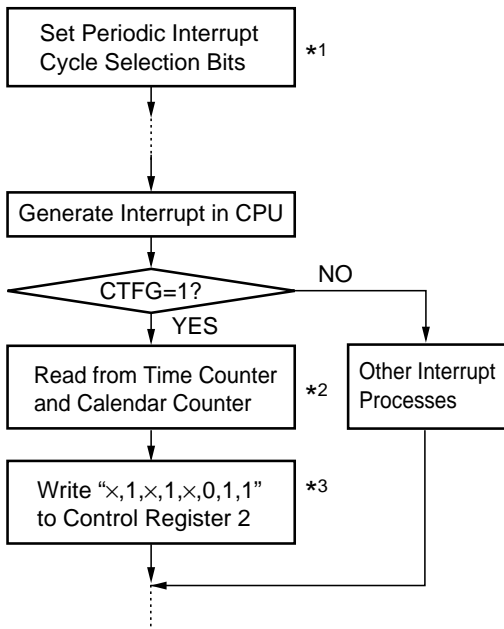 Set Periodic Interrupt
Cycle Selection Bits
*1
Generate Interrupt in CPU
CTFG=1?
NO
YES
Read from Time Counter
and Calendar Counter
*2
Other Interrupt
Processes
Write “×,1,×,1,×,0,1,1”
to Control Register 2
*3